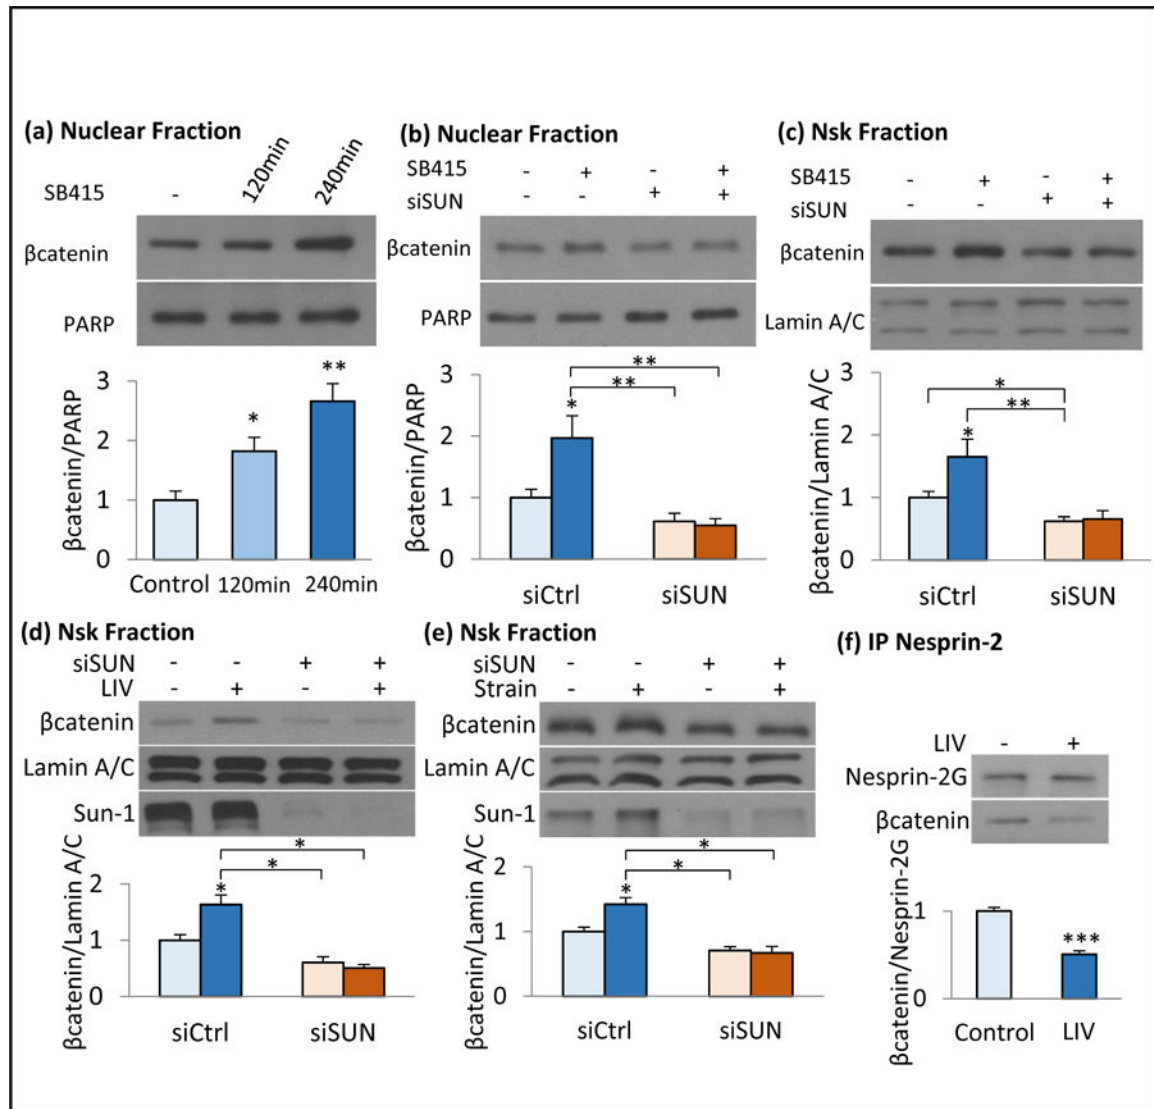 (a) Nuclear Fraction
SB415 - 120min 240min
βcatenin
PARP
βcatenin/PARP
3
2
1
0
* **
Control 120min 240min
(b) Nuclear Fraction
SB415 - + - +
siSUN - - + +
βcatenin
PARP
βcatenin/PARP
3
2
1
0
**
**
*
siCtrl siSUN
(c) Nsk Fraction
SB415 - + - +
siSUN - - + +
βcatenin
Lamin A/C
βcatenin/Lamin A/C
3
2
1
0
*
**
*
siCtrl siSUN
(d) Nsk Fraction
siSUN - - + +
LIV - + - +
βcatenin
Lamin A/C
Sun-1
βcatenin/Lamin A/C
2
1
0
*
*
*
siCtrl siSUN
(e) Nsk Fraction
siSUN - - + +
Strain - + - +
βcatenin
Lamin A/C
Sun-1
βcatenin/Lamin A/C
2
1
0
*
*
*
siCtrl siSUN
(f) IP Nesprin-2
LIV - +
Nesprin-2G
βcatenin
βcatenin/Nesprin-2G
1
0
***
Control LIV